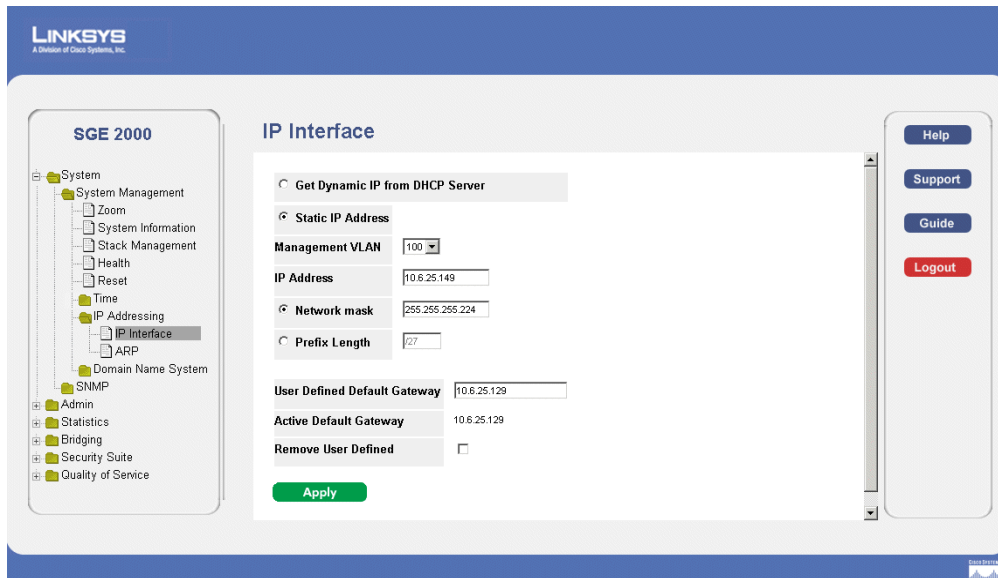 LINKSYS
A Division of Cisco Systems, Inc.
SGE 2000
System
System Management
Zoom
System Information
Stack Management
Health
Reset
Time
IP Addressing
IP Interface
ARP
Domain Name System
SNMP
Admin
Statistics
Bridging
Security Suite
Quality of Service
IP Interface
Get Dynamic IP from DHCP Server
Static IP Address
Management VLAN 100
IP Address 10.6.25.149
Network mask 255.255.255.224
Prefix Length /27
User Defined Default Gateway 10.6.25.129
Active Default Gateway 10.6.25.129
Remove User Defined
Apply
Help
Support
Guide
Logout